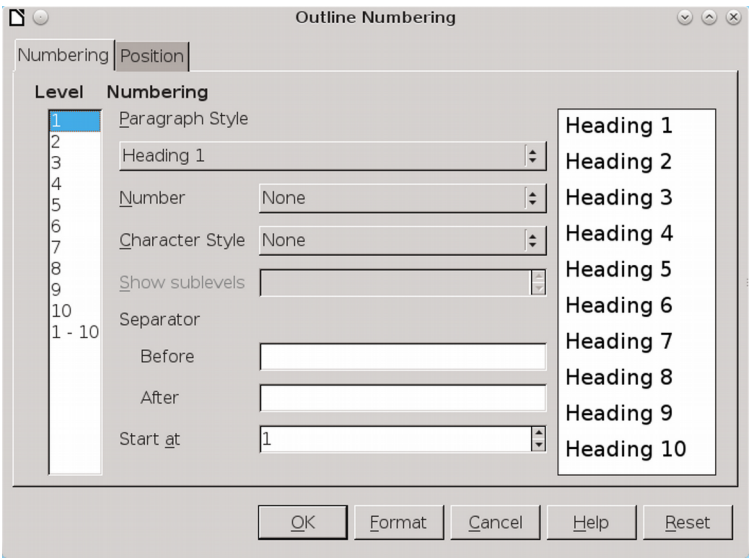 Outline Numbering
Numbering Position
Level Numbering
1
2
3
4
5
6
7
8
9
10
1 - 10
Paragraph Style
Heading 1
Number None
Character Style None
Show sublevels
Separator
Before
After
Start at 1
Heading 1
Heading 2
Heading 3
Heading 4
Heading 5
Heading 6
Heading 7
Heading 8
Heading 9
Heading 10
OK Format Cancel Help Reset